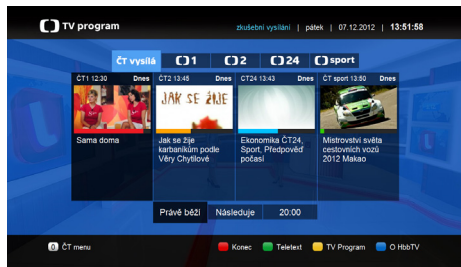 TV program
zkušební vysílání | pátek | 07.12.2012 | 13:51:58
ČT vysílá 1 2 24 sport
ČT1 12:30 Dnes
Sama doma
ČT2 13:45 Dnes
JAK SE ŽIJE
Jak se žije
karbaníkům podle
Věry Chytilové
ČT24 13:43 Dnes
Ekonomika ČT24,
Sport, Předpověď
počasí
ČT sport 13:50 Dnes
Mistrovství světa
cestovních vozů
2012 Makao
Právě běží Následuje 20:00
0 ČT menu Konec Teletext TV Program O HbbTV